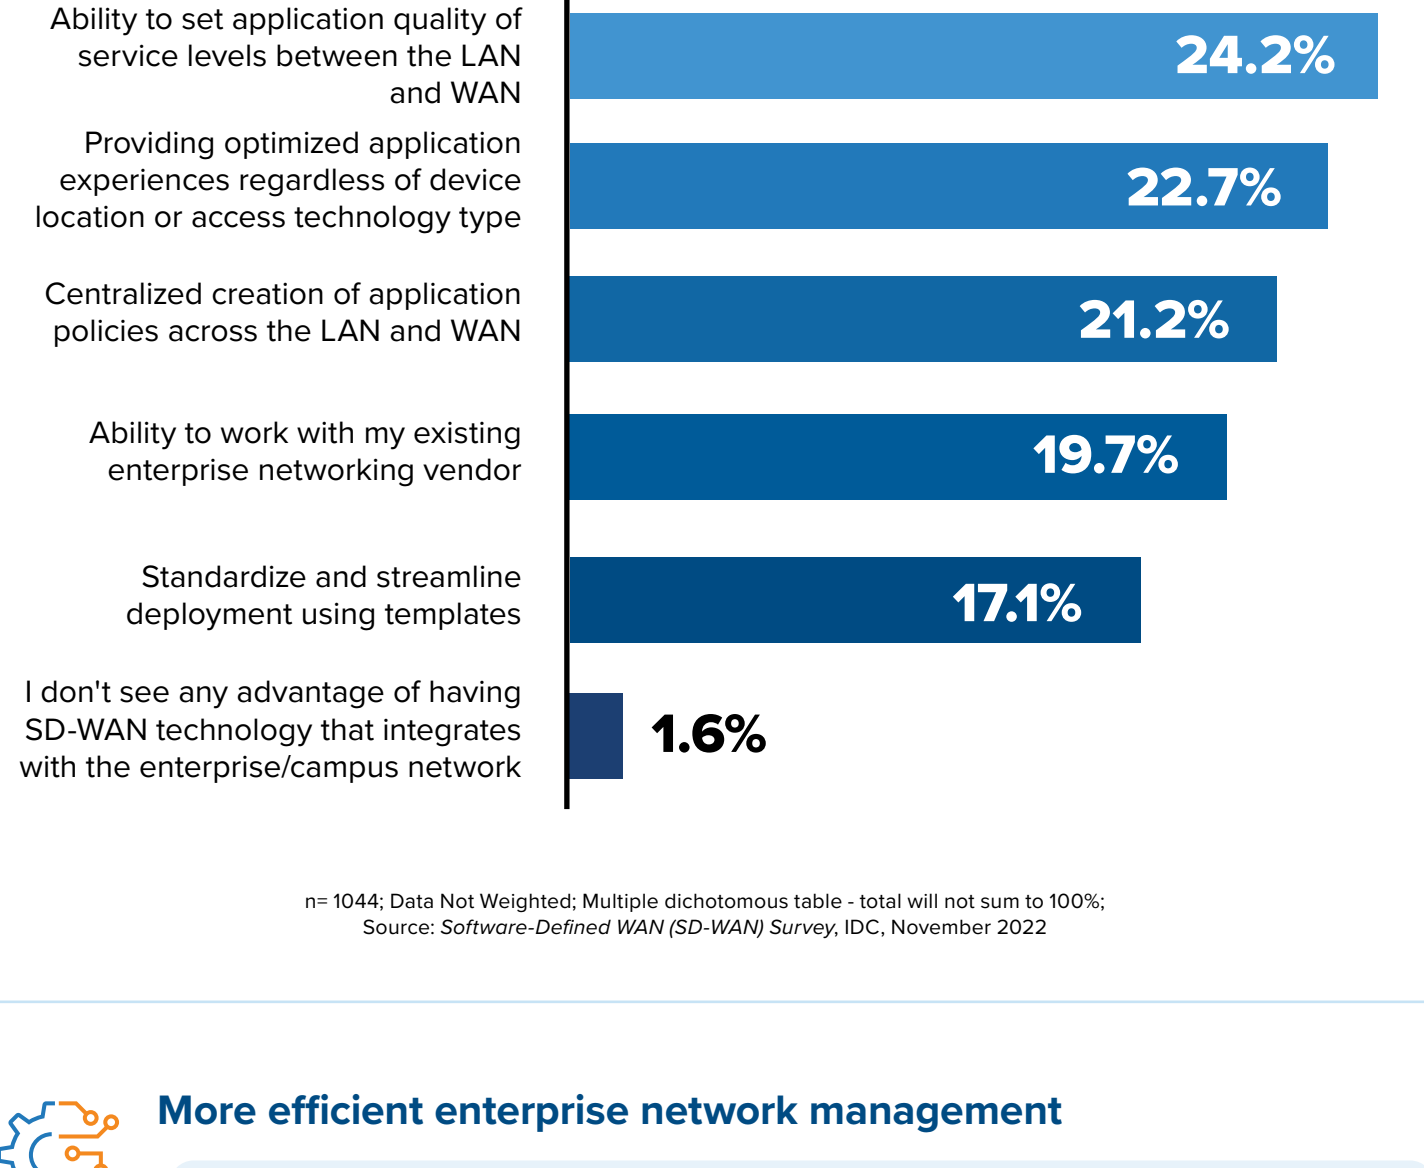 Ability to set application quality of
service levels between the LAN
and WAN
24.2%
Providing optimized application
experiences regardless of device
location or access technology type
22.7%
Centralized creation of application
policies across the LAN and WAN
21.2%
Ability to work with my existing
enterprise networking vendor
19.7%
Standardize and streamline
deployment using templates
17.1%
I don't see any advantage of having
SD-WAN technology that integrates
with the enterprise/campus network
1.6%
n= 1044; Data Not Weighted; Multiple dichotomous table - total will not sum to 100%;
Source: Software-Defined WAN (SD-WAN) Survey, IDC, November 2022
More efficient enterprise network management